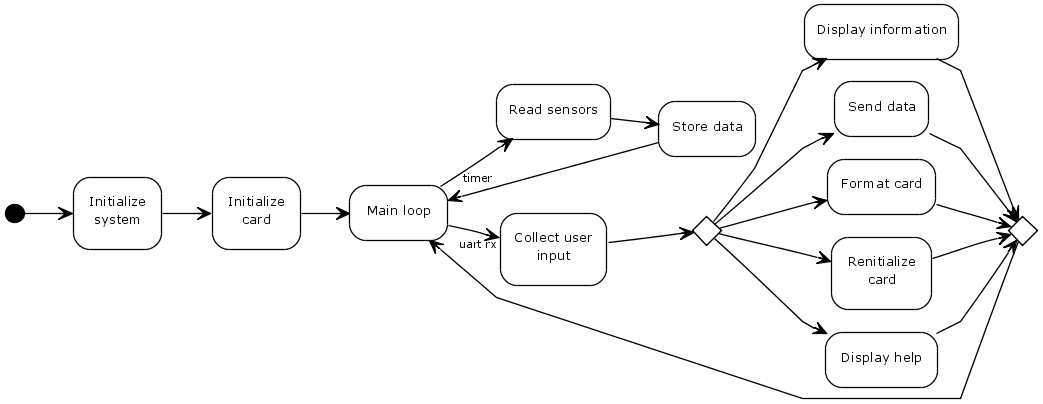 Initialize
system
Initialize
card
Main loop
timer
Read sensors
Store data
uart rx
Collect user
input
Display information
Send data
Format card
Renitialize
card
Display help